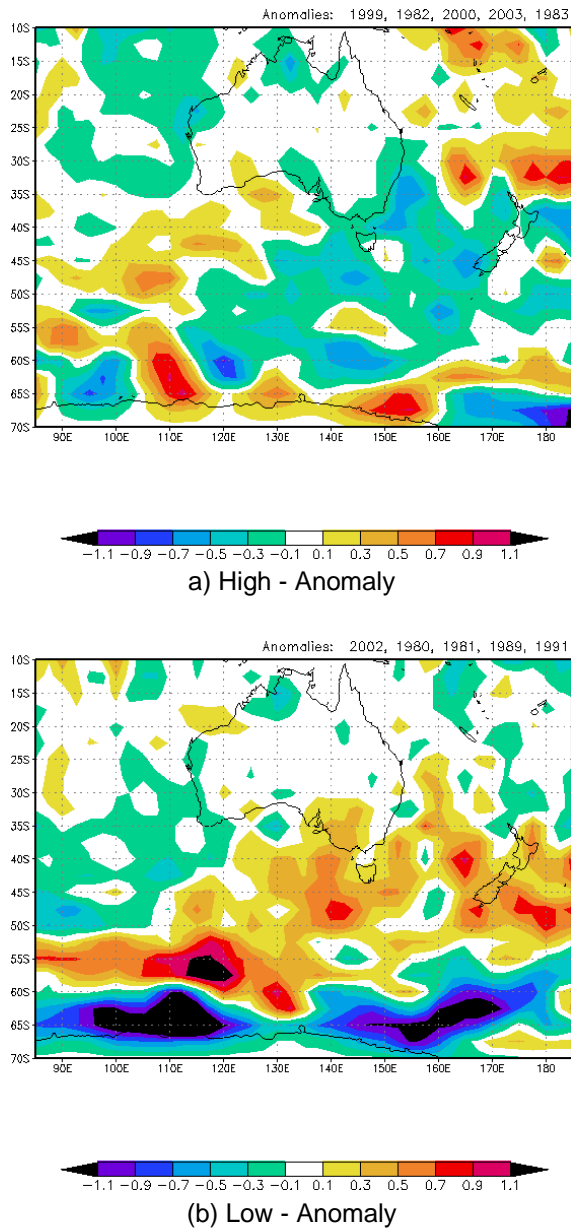 Anomalies: 1999, 1982, 2000, 2003, 1983
10S
15S
20S
25S
30S
35S
40S
45S
50S
55S
60S
65S
70S
90E 100E 110E 120E 130E 140E 150E 160E 170E 180
-1.1 -0.9 -0.7 -0.5 -0.3 -0.1 0.1 0.3 0.5 0.7 0.9 1.1
a) High - Anomaly
Anomalies: 2002, 1980, 1981, 1989, 1991
10S
15S
20S
25S
30S
35S
40S
45S
50S
55S
60S
65S
70S
90E 100E 110E 120E 130E 140E 150E 160E 170E 180
-1.1 -0.9 -0.7 -0.5 -0.3 -0.1 0.1 0.3 0.5 0.7 0.9 1.1
(b) Low - Anomaly